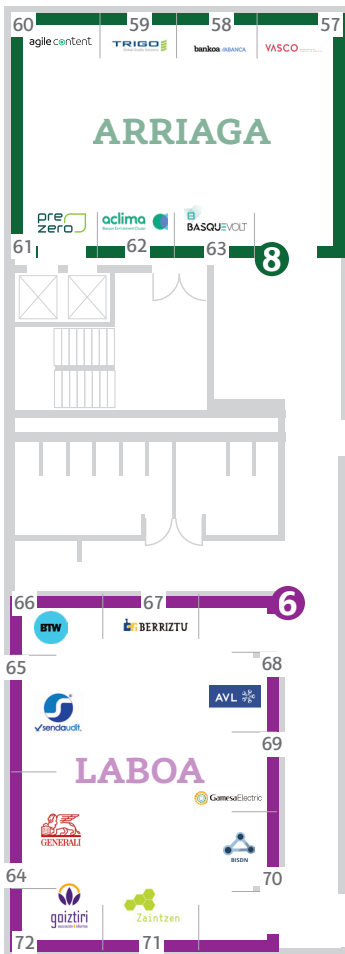 60 59 58 57
agile content TRIGO bankoa ABANCA VASCO
ARRIAGA
pre zero aclima BASQUEVOLT
Basque Environment Cluster
61 62 63 8
66 67 6
BTW BERRIZTU
65 68
AVL
Svendaudit.
69
LABOA
GamesaElectric
GENERALI
BISDN
64 70
goiztiri Zaintzen
72 71